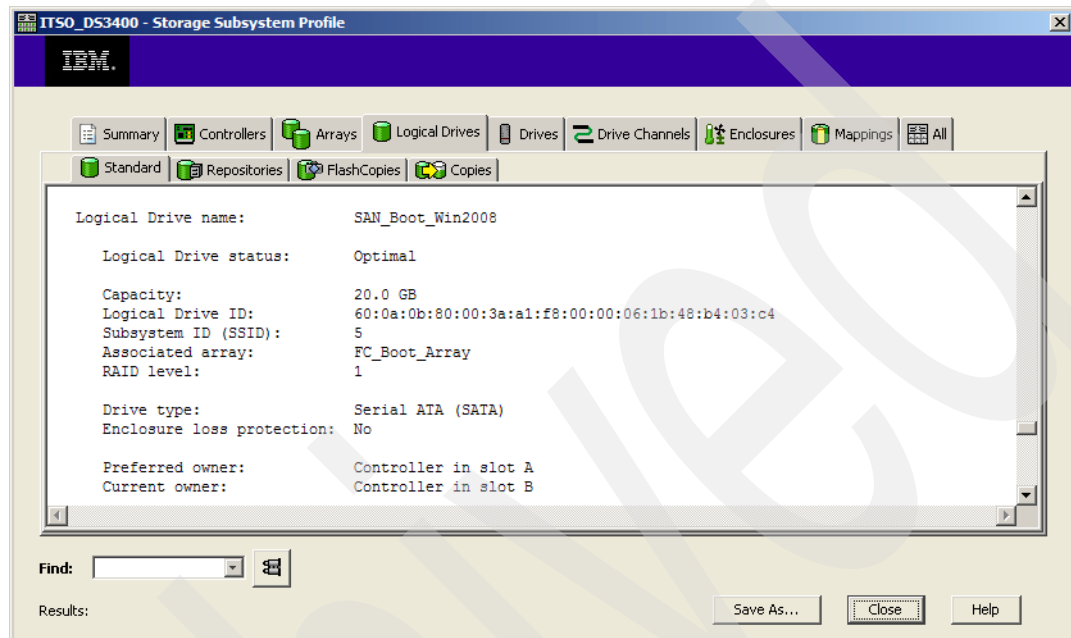 ITSO_DS3400 - Storage Subsystem Profile
IBM.
Summary Controllers Arrays Logical Drives Drives Drive Channels Enclosures Mappings All
Standard Repositories FlashCopies Copies
Logical Drive name: SAN_Boot_Win2008
Logical Drive status: Optimal
Capacity: 20.0 GB
Logical Drive ID: 60:0a:0b:80:00:3a:a1:f8:00:00:06:1b:48:b4:03:c4
Subsystem ID (SSID): 5
Associated array: FC_Boot_Array
RAID level: 1
Drive type: Serial ATA (SATA)
Enclosure loss protection: No
Preferred owner: Controller in slot A
Current owner: Controller in slot B
Find:
Results:
Save As... Close Help